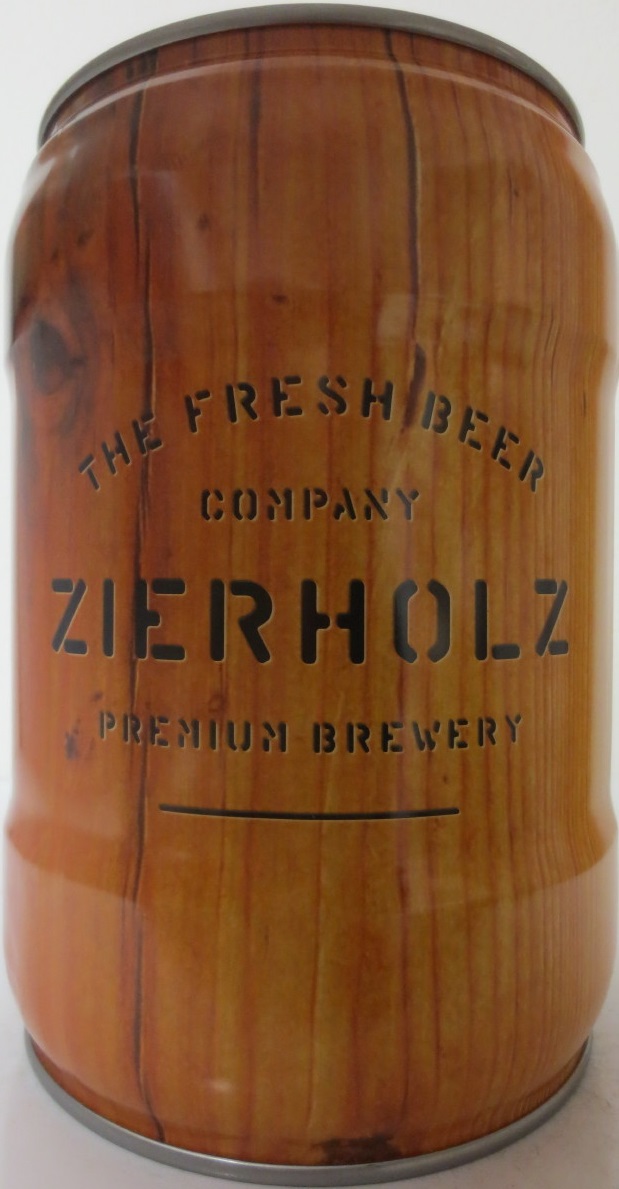 THE FRESH BEER
COMPANY
ZIERHOLZ
PREMIUM BREWERY